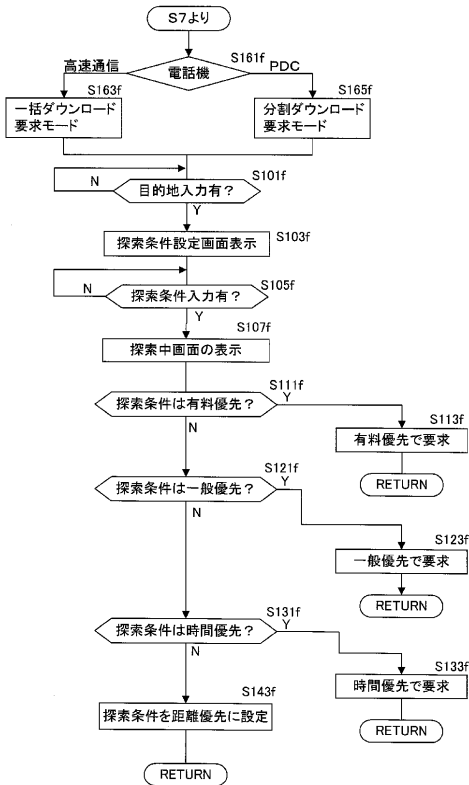 S7より
S161f
高速通信
電話機
PDC
S163f
一括ダウンロード
要求モード
S165f
分割ダウンロード
要求モード
S101f
N
目的地入力有？
Y
探索条件設定画面表示
S103f
S105f
N
探索条件入力有？
Y
S107f
探索中画面の表示
S111f
探索条件は有料優先？
Y
N
S113f
有料優先で要求
RETURN
S121f
探索条件は一般優先？
Y
N
S123f
一般優先で要求
RETURN
S131f
探索条件は時間優先？
Y
N
S133f
時間優先で要求
RETURN
S143f
探索条件を距離優先に設定
RETURN